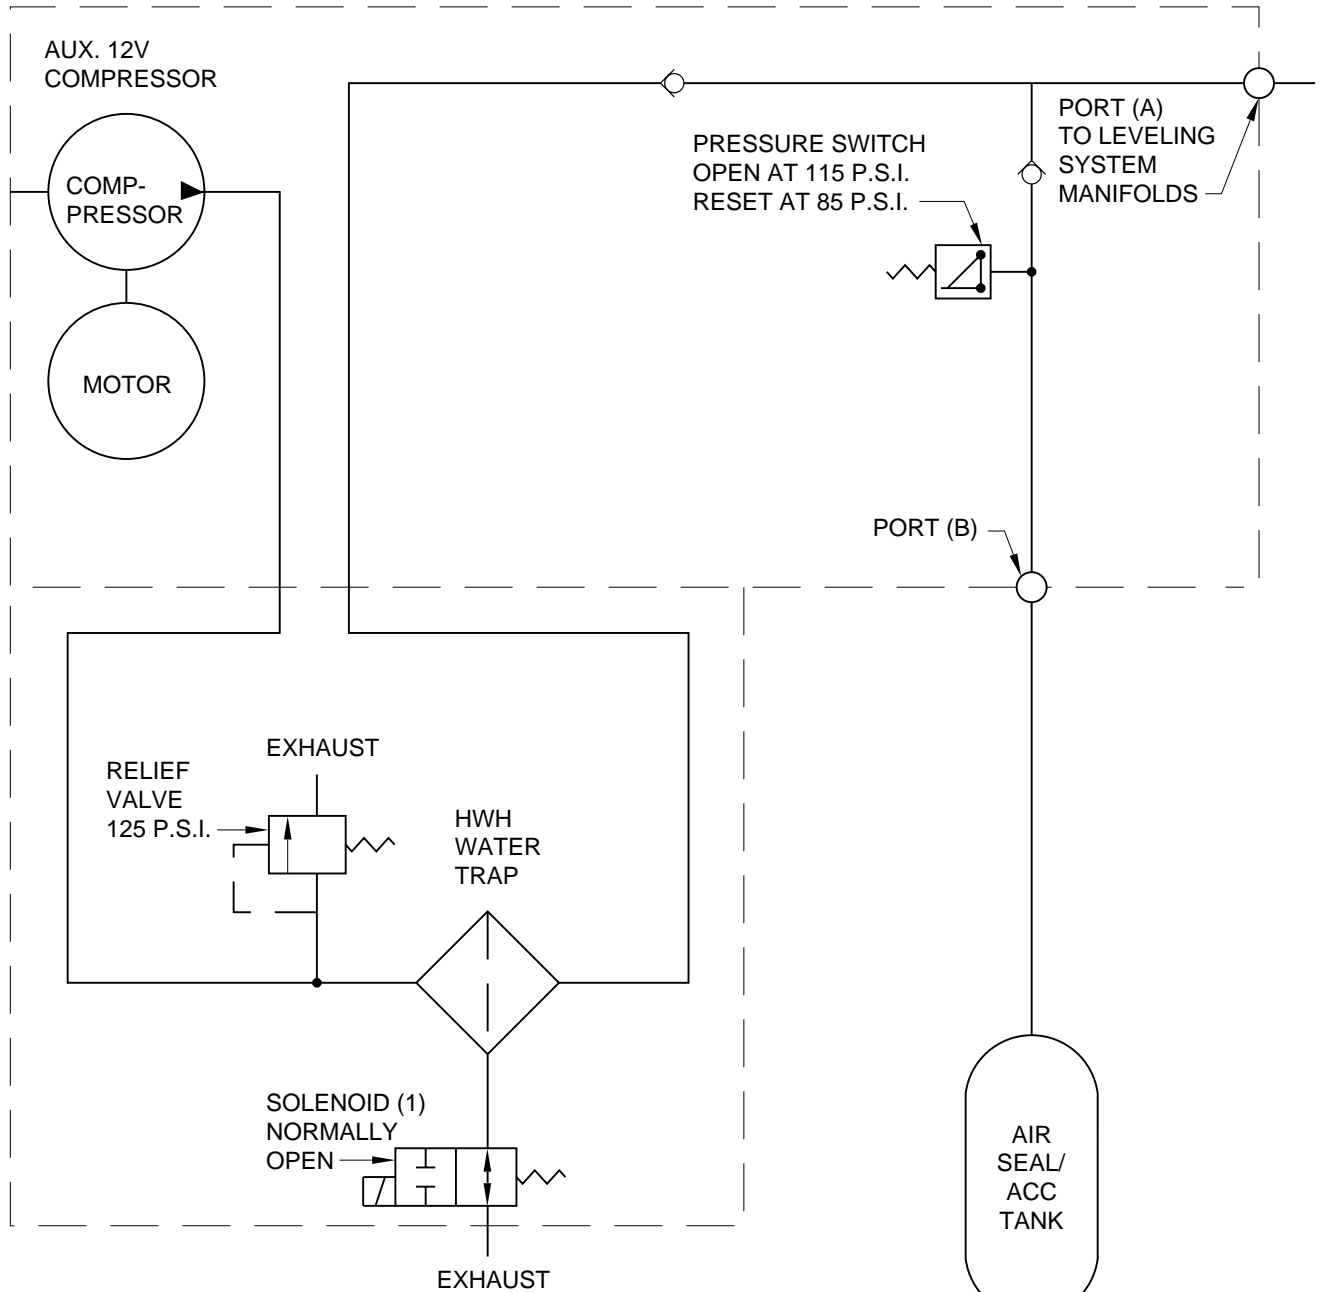 AUX. 12V
COMPRESSOR
COMP-
PRESSOR
MOTOR
PRESSURE SWITCH
OPEN AT 115 P.S.I.
RESET AT 85 P.S.I.
PORT (A)
TO LEVELING
SYSTEM
MANIFOLDS
PORT (B)
EXHAUST
RELIEF
VALVE
125 P.S.I.
HWH
WATER
TRAP
SOLENOID (1)
NORMALLY
OPEN
EXHAUST
AIR
SEAL/
ACC
TANK